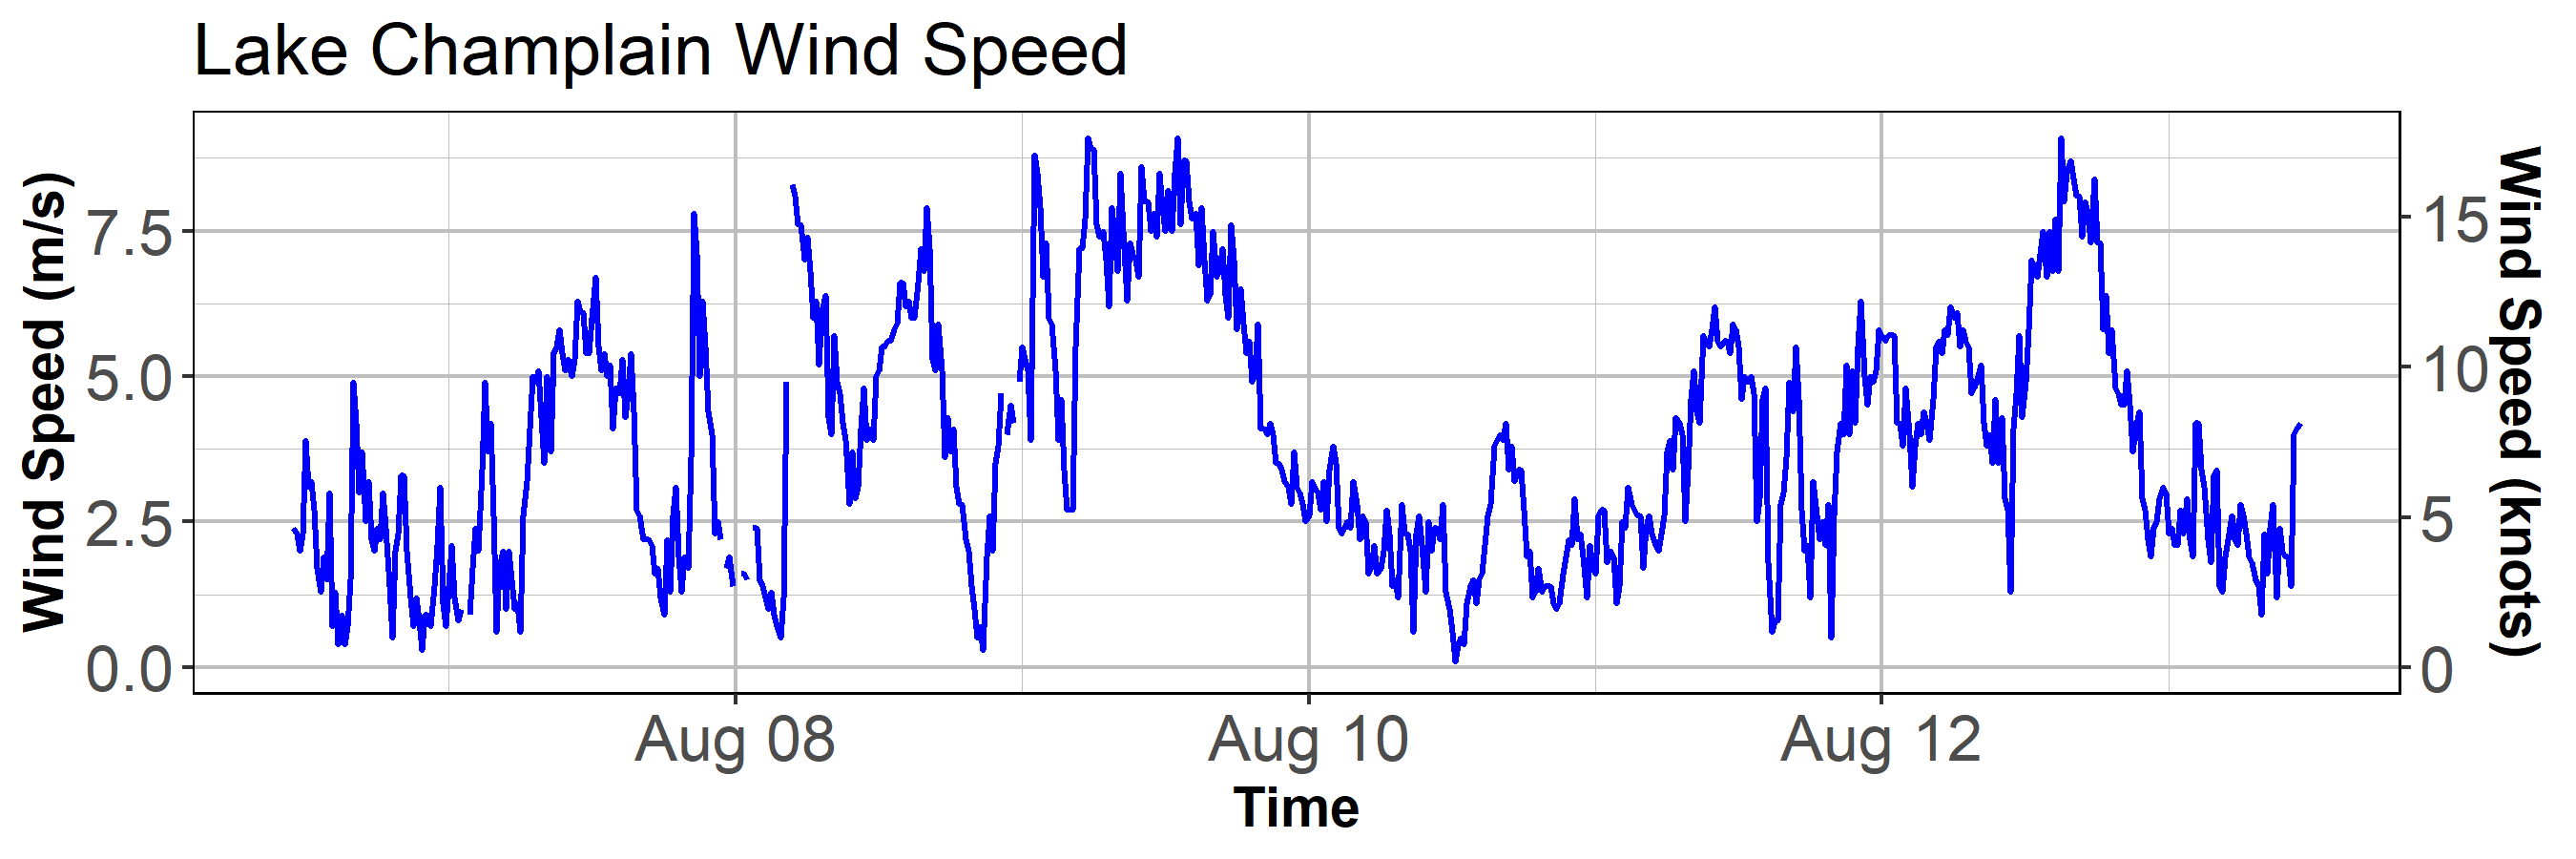 Lake Champlain Wind Speed
Wind Speed (m/s)
7.5
5.0
2.5
0.0
15
10
5
0
Wind Speed (knots)
Aug 08
Aug 10
Aug 12
Time